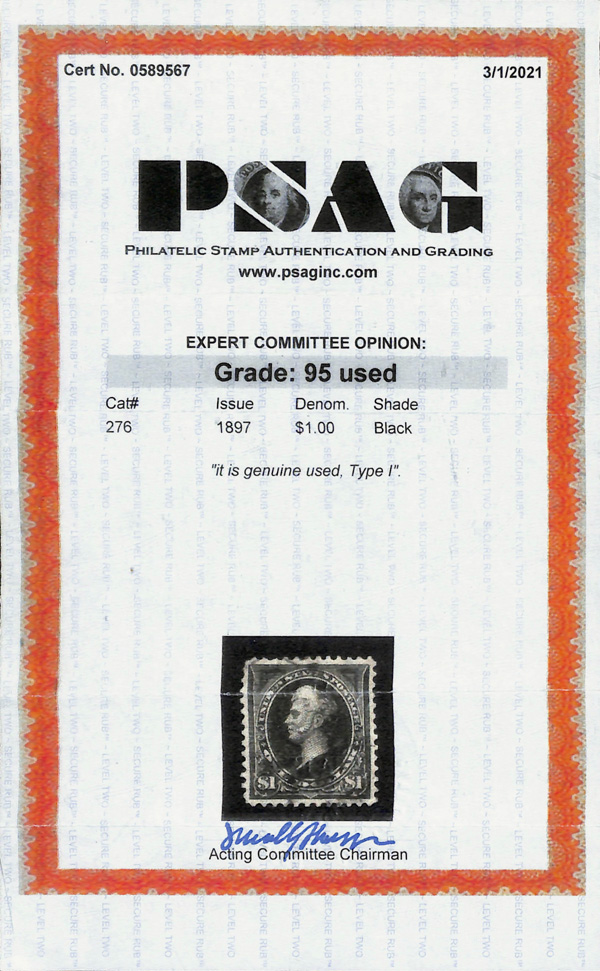 Cert No. 0589567 3/1/2021
PSAG
PHILATELIC STAMP AUTHENTICATION AND GRADING
www.psaginc.com
EXPERT COMMITTEE OPINION:
Grade: 95 used
Cat# Issue Denom. Shade
276 1897 $1.00 Black
"it is genuine used, Type I".
$1 $1
Acting Committee Chairman